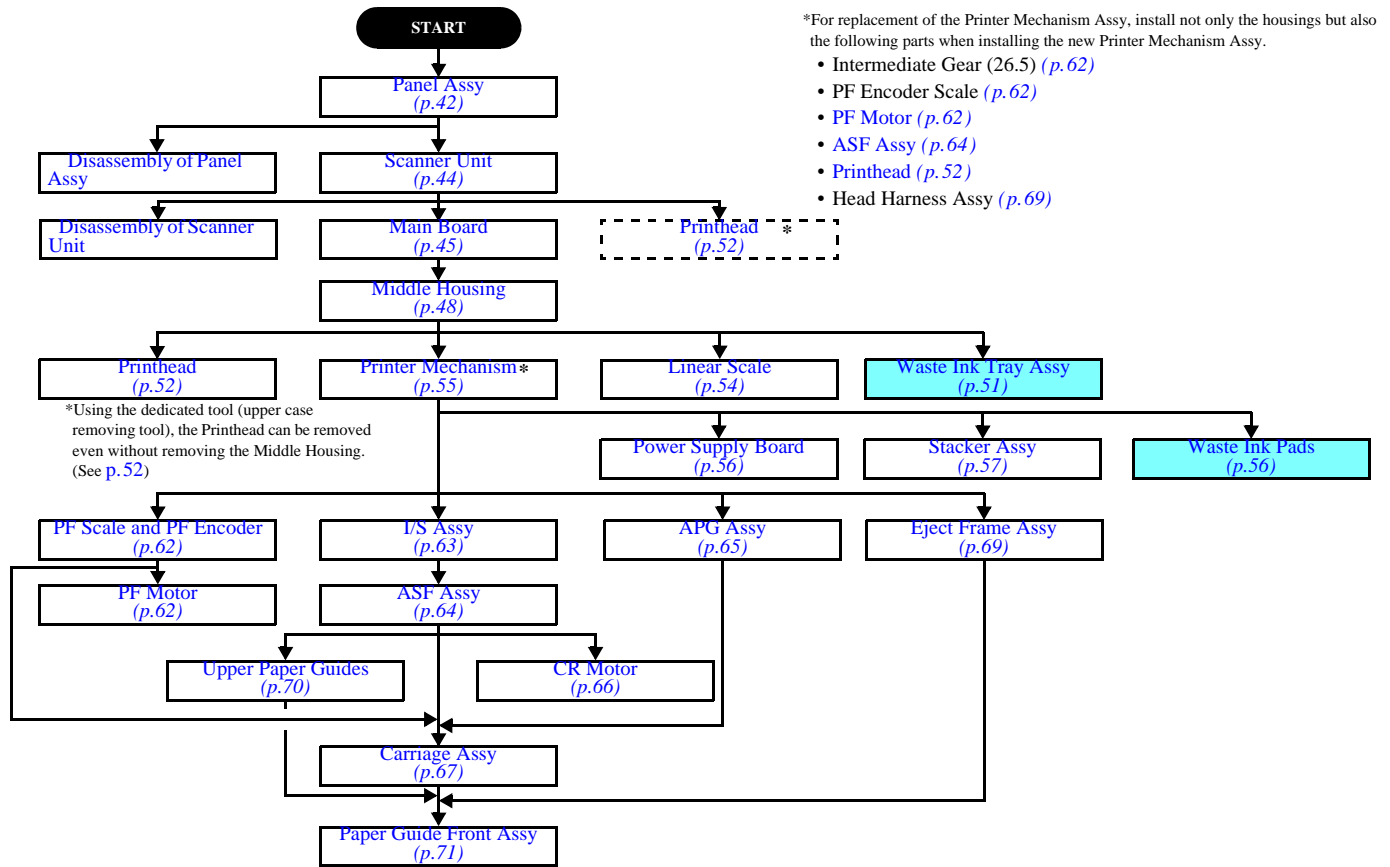 START
*For replacement of the Printer Mechanism Assy, install not only the housings but also
the following parts when installing the new Printer Mechanism Assy.
• Intermediate Gear (26.5) (p.62)
• PF Encoder Scale (p.62)
• PF Motor (p.62)
• ASF Assy (p.64)
• Printhead (p.52)
• Head Harness Assy (p.69)
Panel Assy
(p.42)
Disassembly of Panel
Assy
Scanner Unit
(p.44)
Disassembly of Scanner
Unit
Main Board
(p.45)
Printhead *
(p.52)
Middle Housing
(p.48)
Printhead
(p.52)
Printer Mechanism*
(p.55)
Linear Scale
(p.54)
Waste Ink Tray Assy
(p.51)
*Using the dedicated tool (upper case
removing tool), the Printhead can be removed
even without removing the Middle Housing.
(See p.52)
Power Supply Board
(p.56)
Stacker Assy
(p.57)
Waste Ink Pads
(p.56)
PF Scale and PF Encoder
(p.62)
I/S Assy
(p.63)
APG Assy
(p.65)
Eject Frame Assy
(p.69)
PF Motor
(p.62)
ASF Assy
(p.64)
Upper Paper Guides
(p.70)
CR Motor
(p.66)
Carriage Assy
(p.67)
Paper Guide Front Assy
(p.71)